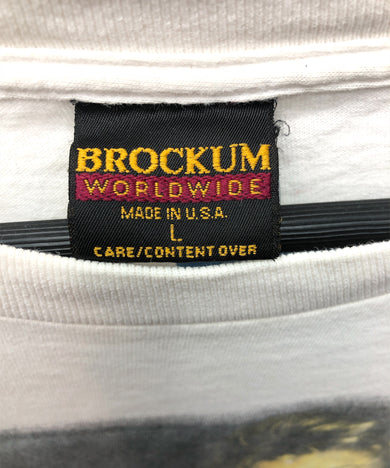 BROCKUM
WORLDWIDE
MADE IN U.S.A.
L
CARE/CONTENT OVER